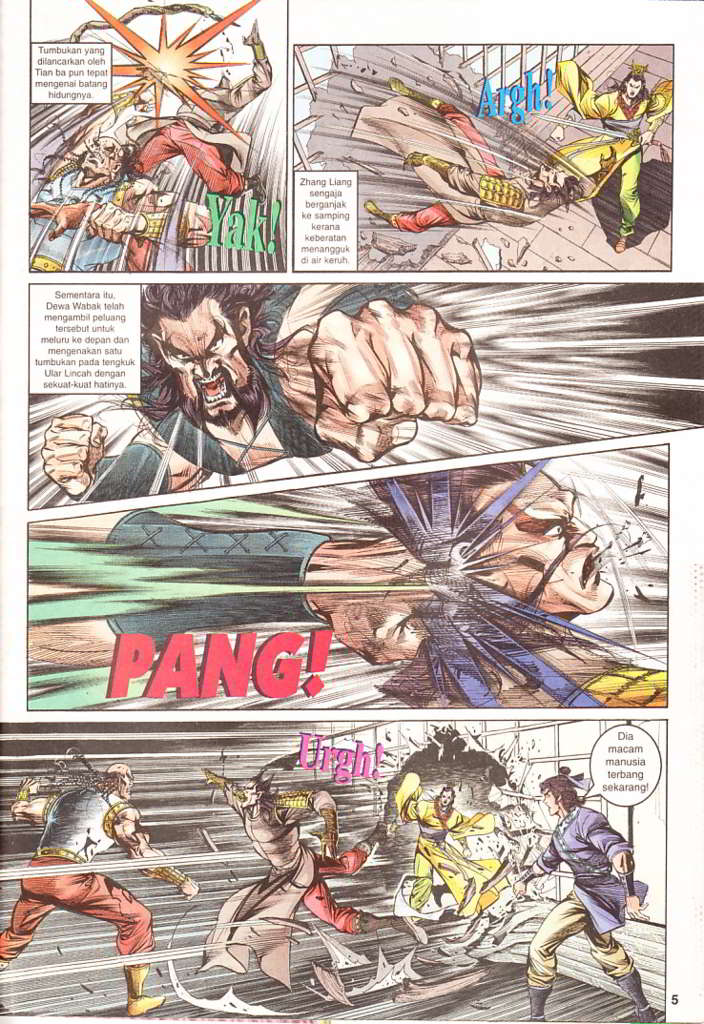 Tumbukan yang
dilancarkan oleh
Tian ba pun tepat
mengenai batang
hidungnya.
Yak!
Argh!
Zhang Liang
sengaja
berganjak
ke samping
kerana
keberatan
menangguk
di air keruh.
Sementara itu,
Dewa Wabak telah
mengambil peluang
tersebut untuk
meluru ke depan dan
mengenakan satu
tumbukan pada tengkuk
Ular Lincah dengan
sekuat-kuat hatinya.
PANG!
Urgh!
Dia
macam
manusia
terbang
sekarang!
5